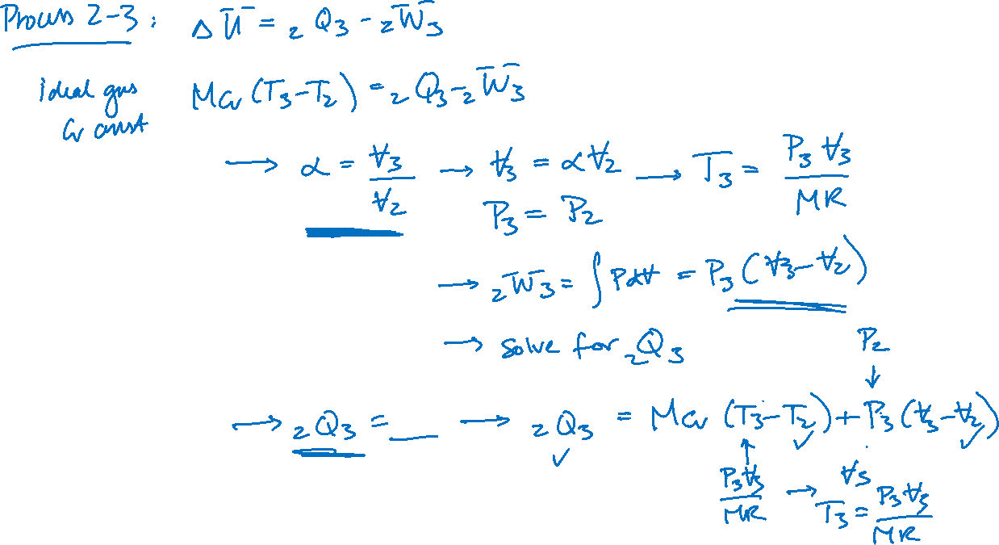 Process 2-3: ΔU = ₂Q₃ - ₂W₃
ideal gas Mcv (T₃-T₂) = ₂Q₃ - ₂W₃
cv const
→ α = V₃/V₂ → V₃ = αV₂ → T₃ = P₃V₃/MR
P₃ = P₂
→ ₂W₃ = ∫PdV = P₃(V₃-V₂)
→ solve for ₂Q₃
P₂
↓
→ ₂Q₃ = __ → ₂Q₃ = Mcv (T₃-T₂) + P₃(V₃-V₂)
✓ ↑ ✓ ✓
P₃V₃/MR → V₃
T₃ = P₃V₃/MR